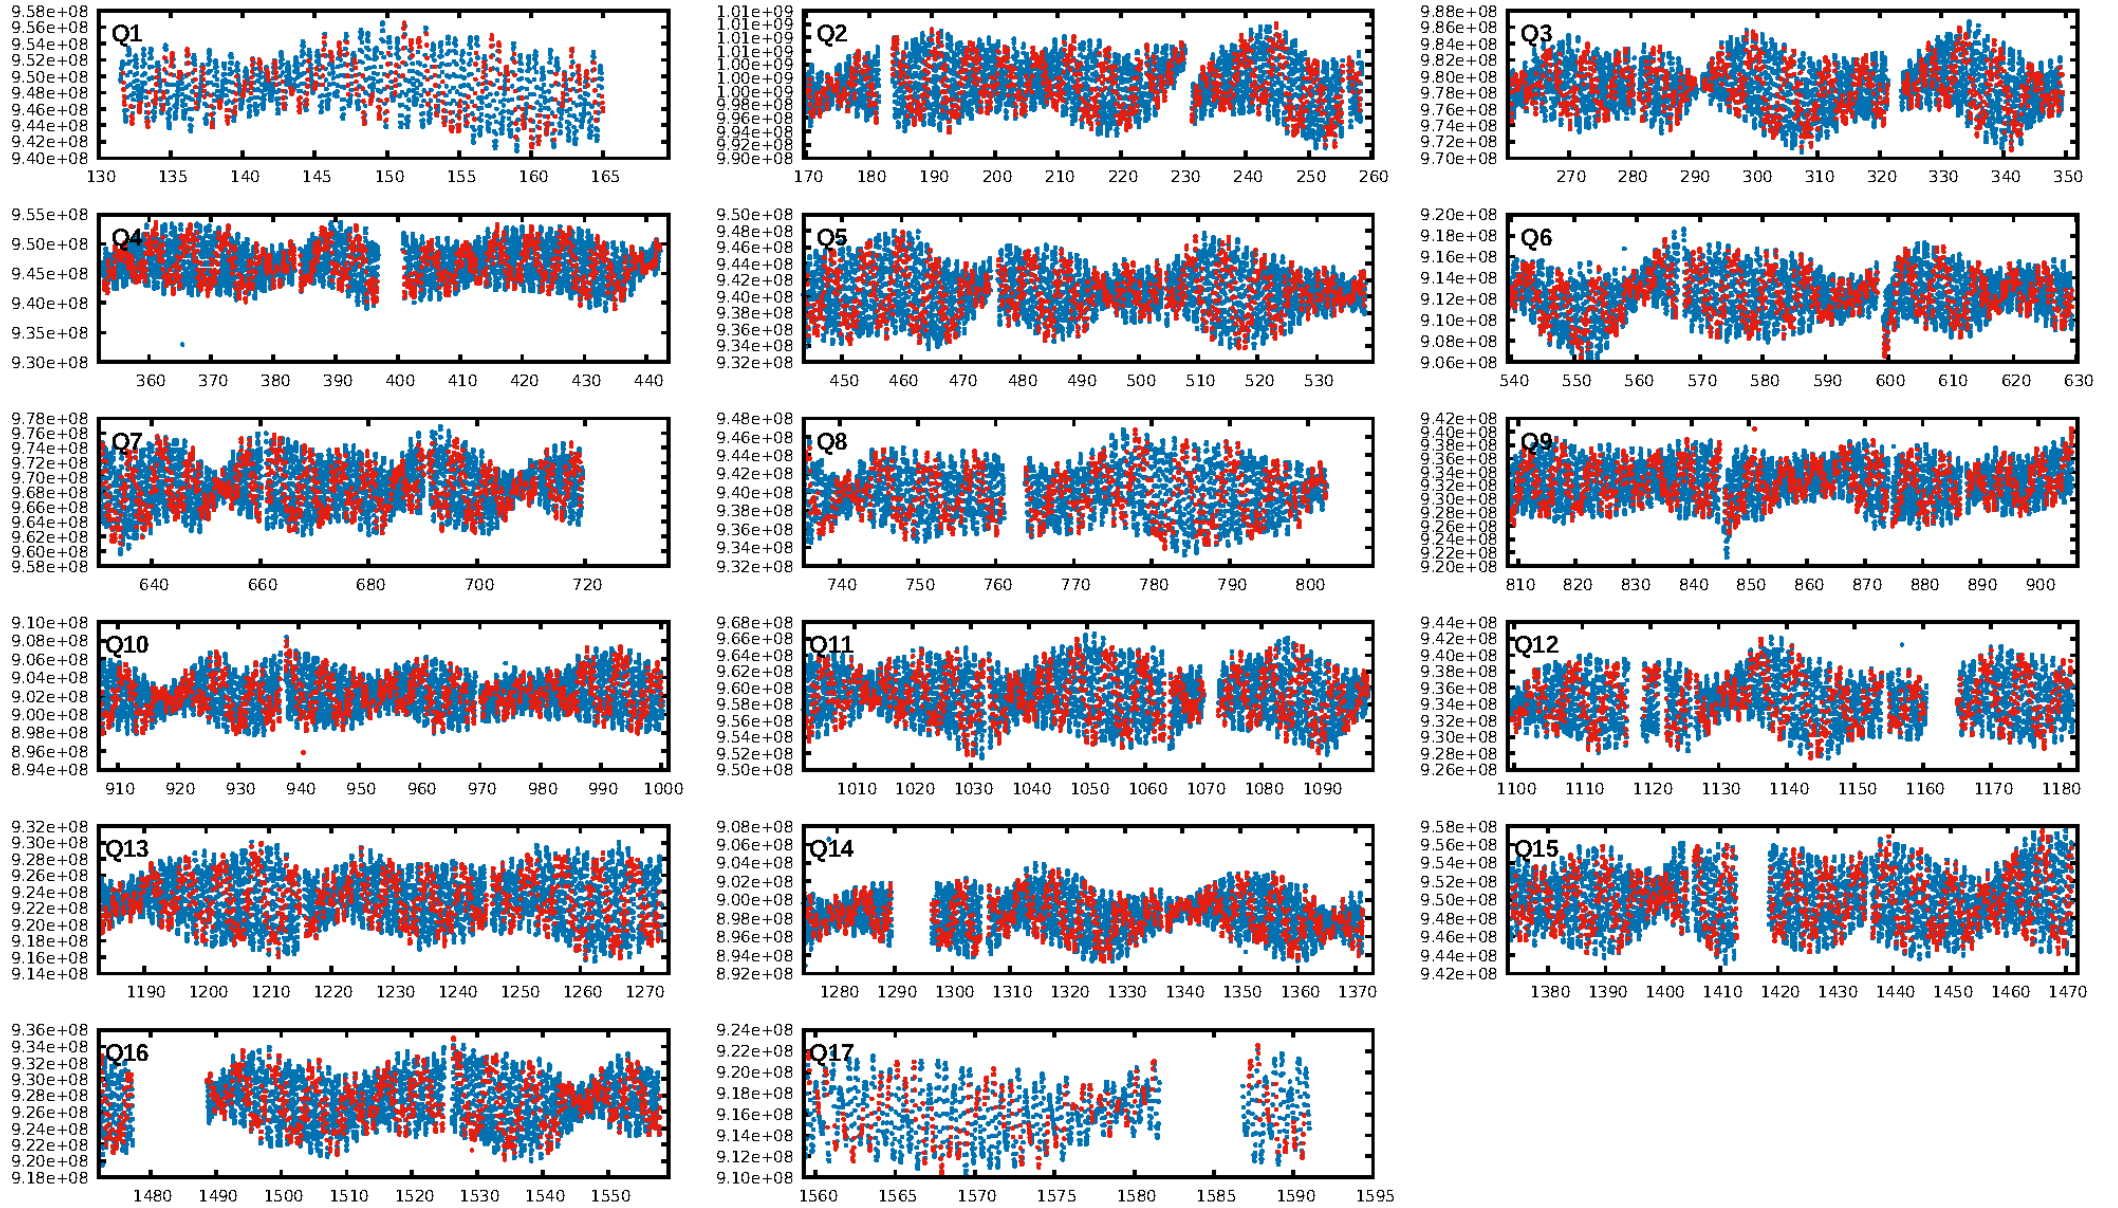 Q1
9.58e+08
9.56e+08
9.54e+08
9.52e+08
9.50e+08
9.48e+08
9.46e+08
9.44e+08
9.42e+08
9.40e+08
130 135 140 145 150 155 160 165
Q2
1.01e+09
1.01e+09
1.01e+09
1.01e+09
1.00e+09
1.00e+09
1.00e+09
9.98e+08
9.96e+08
9.94e+08
9.92e+08
9.90e+08
170 180 190 200 210 220 230 240 250 260
Q3
9.88e+08
9.86e+08
9.84e+08
9.82e+08
9.80e+08
9.78e+08
9.76e+08
9.74e+08
9.72e+08
9.70e+08
270 280 290 300 310 320 330 340 350
Q4
9.55e+08
9.50e+08
9.45e+08
9.40e+08
9.35e+08
9.30e+08
360 370 380 390 400 410 420 430 440
Q5
9.50e+08
9.48e+08
9.46e+08
9.44e+08
9.42e+08
9.40e+08
9.38e+08
9.36e+08
9.34e+08
9.32e+08
450 460 470 480 490 500 510 520 530
Q6
9.20e+08
9.18e+08
9.16e+08
9.14e+08
9.12e+08
9.10e+08
9.08e+08
9.06e+08
540 550 560 570 580 590 600 610 620 630
Q7
9.78e+08
9.76e+08
9.74e+08
9.72e+08
9.70e+08
9.68e+08
9.66e+08
9.64e+08
9.62e+08
9.60e+08
9.58e+08
640 660 680 700 720
Q8
9.48e+08
9.46e+08
9.44e+08
9.42e+08
9.40e+08
9.38e+08
9.36e+08
9.34e+08
9.32e+08
740 750 760 770 780 790 800
Q9
9.42e+08
9.40e+08
9.38e+08
9.36e+08
9.34e+08
9.32e+08
9.30e+08
9.28e+08
9.26e+08
9.24e+08
9.22e+08
9.20e+08
810 820 830 840 850 860 870 880 890 900
Q10
9.10e+08
9.08e+08
9.06e+08
9.04e+08
9.02e+08
9.00e+08
8.98e+08
8.96e+08
8.94e+08
910 920 930 940 950 960 970 980 990 1000
Q11
9.68e+08
9.66e+08
9.64e+08
9.62e+08
9.60e+08
9.58e+08
9.56e+08
9.54e+08
9.52e+08
9.50e+08
1010 1020 1030 1040 1050 1060 1070 1080 1090
Q12
9.44e+08
9.42e+08
9.40e+08
9.38e+08
9.36e+08
9.34e+08
9.32e+08
9.30e+08
9.28e+08
9.26e+08
1100 1110 1120 1130 1140 1150 1160 1170 1180
Q13
9.32e+08
9.30e+08
9.28e+08
9.26e+08
9.24e+08
9.22e+08
9.20e+08
9.18e+08
9.16e+08
9.14e+08
1190 1200 1210 1220 1230 1240 1250 1260 1270
Q14
9.08e+08
9.06e+08
9.04e+08
9.02e+08
9.00e+08
8.98e+08
8.96e+08
8.94e+08
8.92e+08
1280 1290 1300 1310 1320 1330 1340 1350 1360 1370
Q15
9.58e+08
9.56e+08
9.54e+08
9.52e+08
9.50e+08
9.48e+08
9.46e+08
9.44e+08
9.42e+08
1380 1390 1400 1410 1420 1430 1440 1450 1460 1470
Q16
9.36e+08
9.34e+08
9.32e+08
9.30e+08
9.28e+08
9.26e+08
9.24e+08
9.22e+08
9.20e+08
9.18e+08
1480 1490 1500 1510 1520 1530 1540 1550
Q17
9.24e+08
9.22e+08
9.20e+08
9.18e+08
9.16e+08
9.14e+08
9.12e+08
9.10e+08
1560 1565 1570 1575 1580 1585 1590 1595